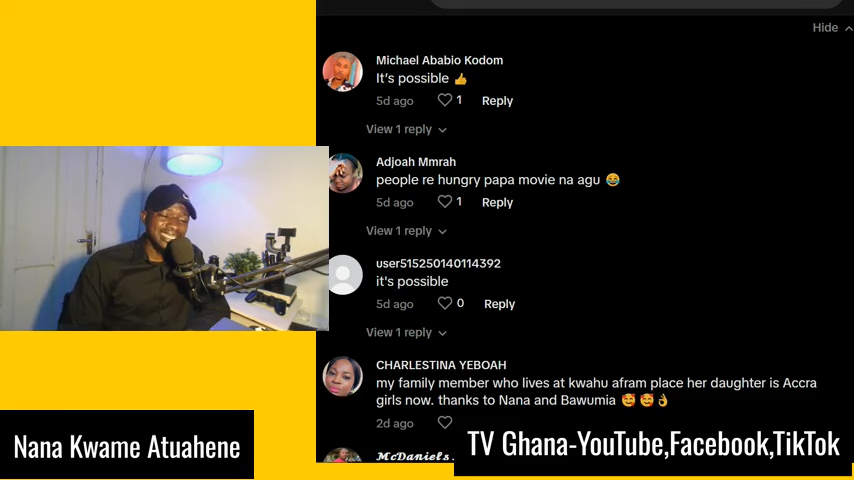 Hide
Michael Ababio Kodom
It's possible 👍
5d ago 1 Reply
View 1 reply
Adjoah Mmrah
people re hungry papa movie na agu 😂
5d ago 1 Reply
View 1 reply
user515250140114392
it's possible
5d ago 0 Reply
View 1 reply
CHARLESTINA YEBOAH
my family member who lives at kwahu afram place her daughter is Accra
girls now. thanks to Nana and Bawumia 🥰 🥰👌
2d ago
McDaniels
Nana Kwame Atuahene
TV Ghana-YouTube,Facebook,TikTok